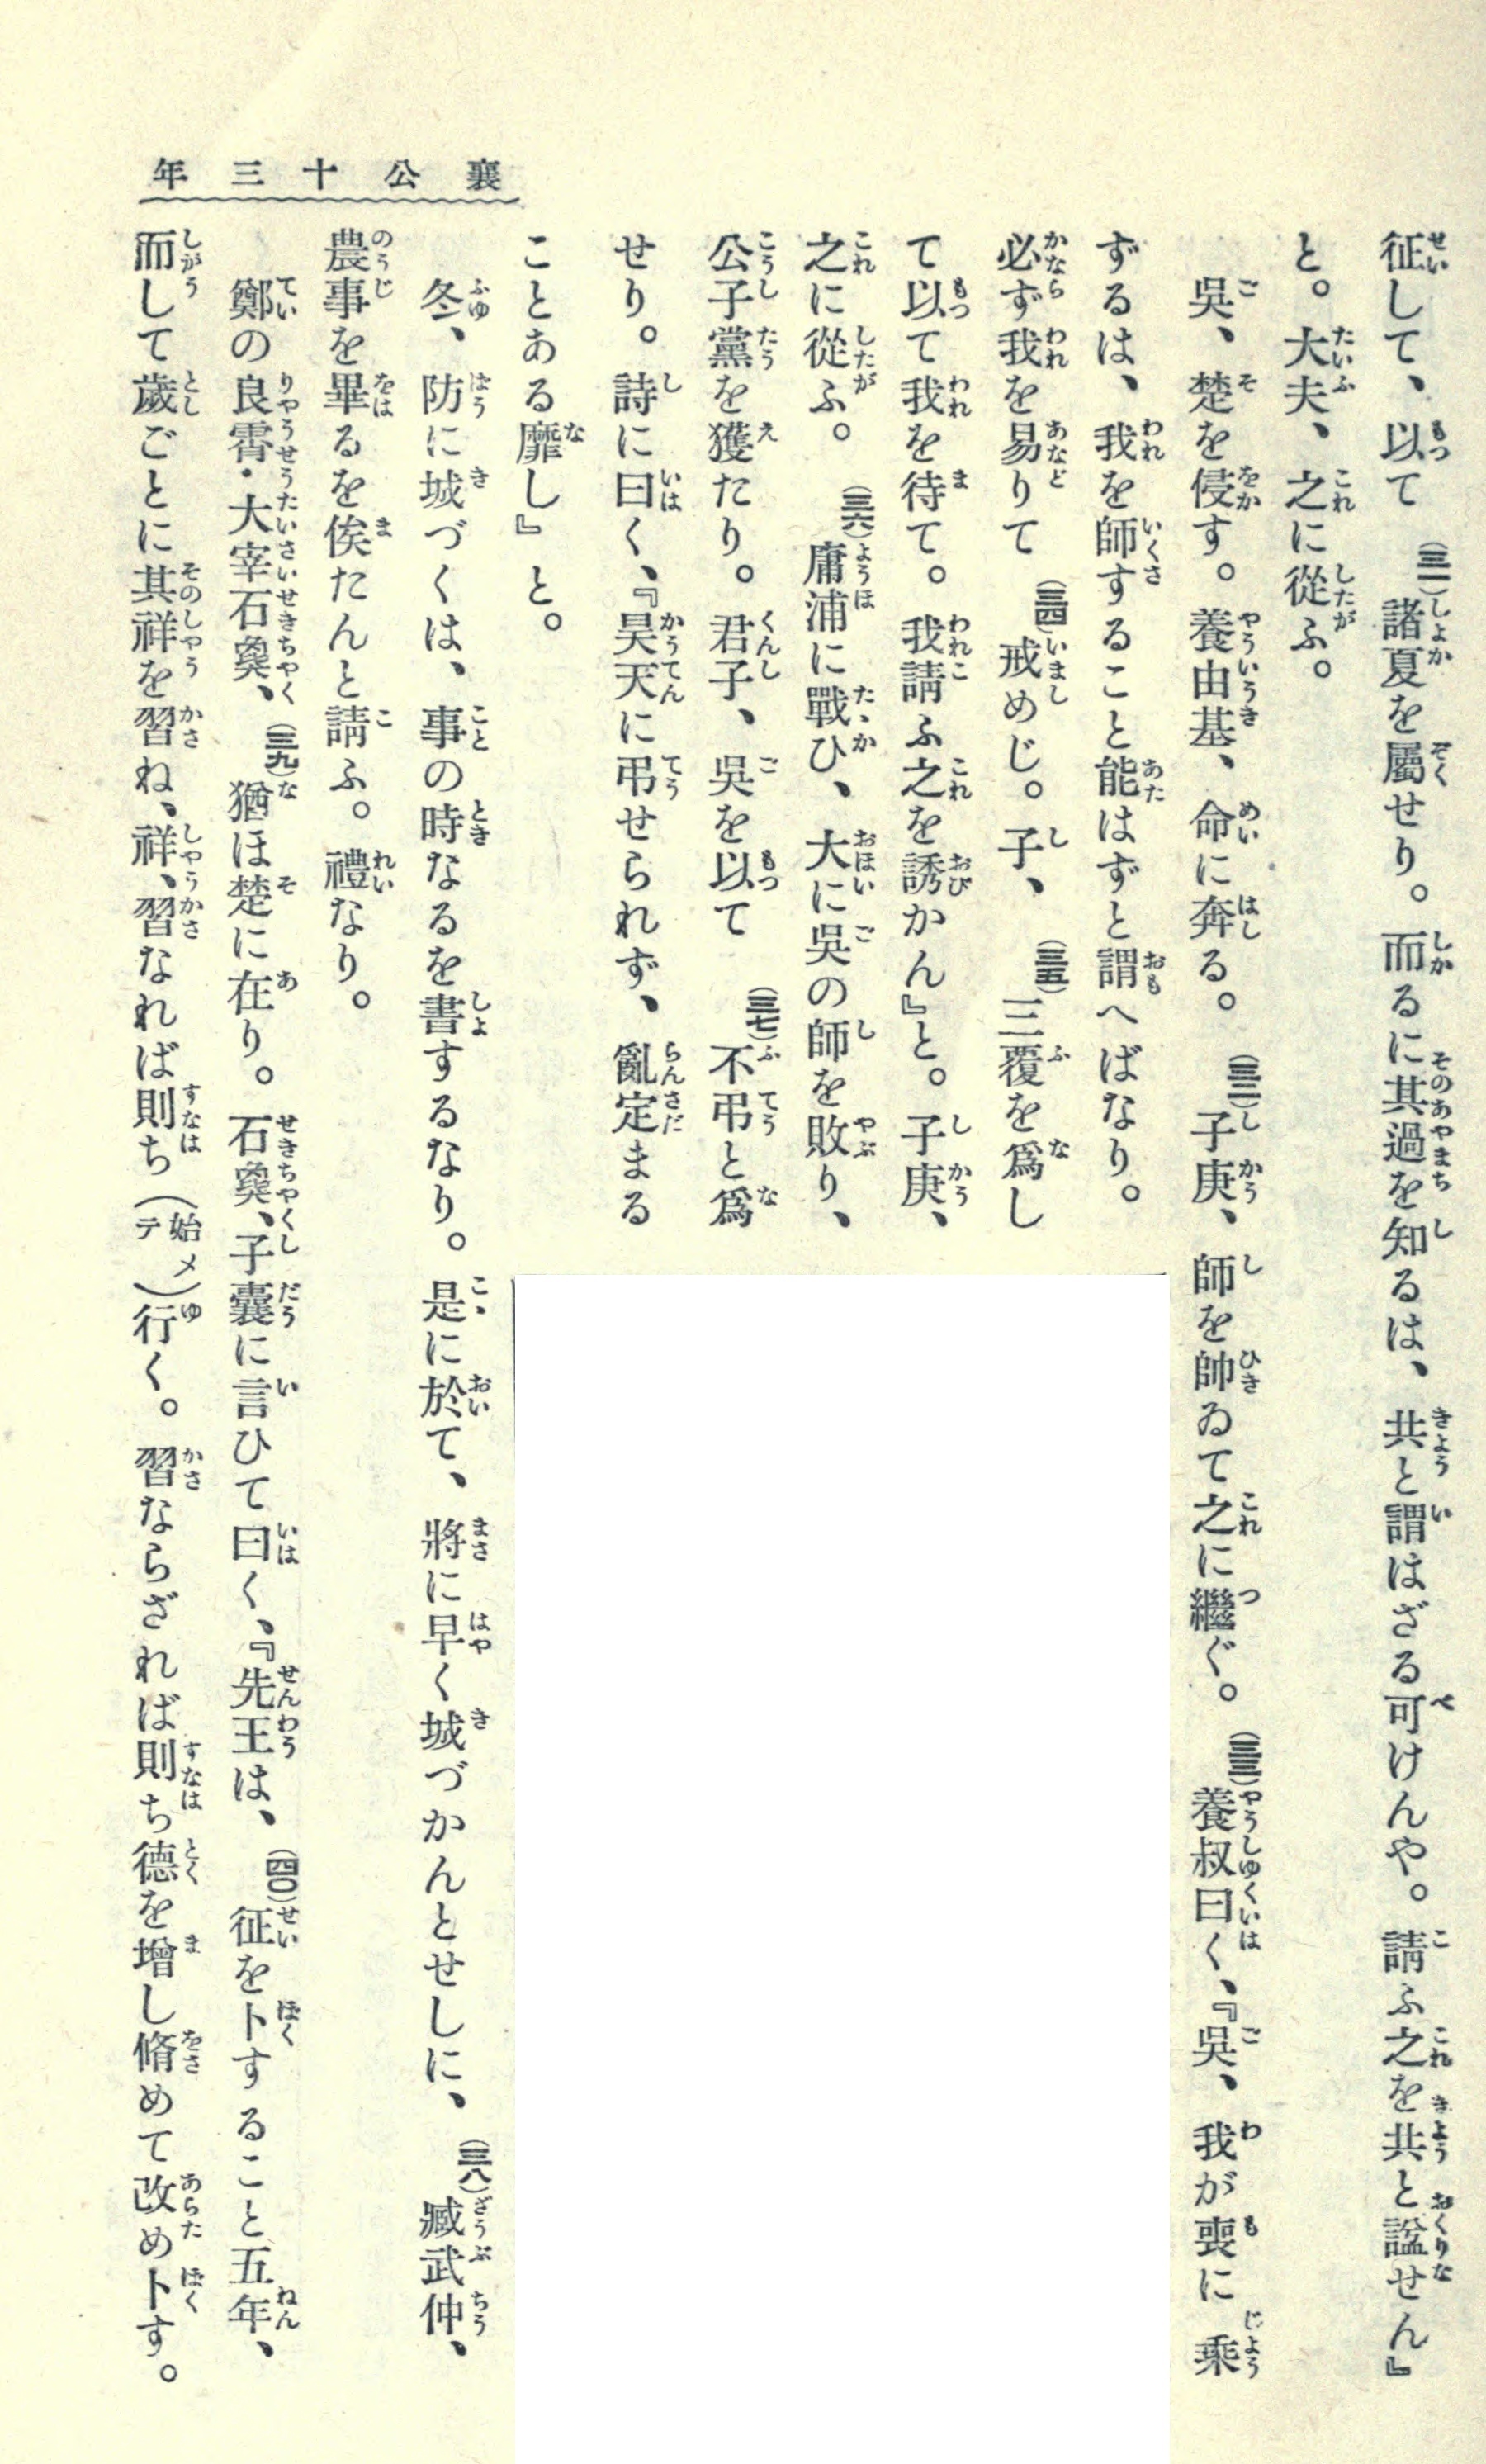 襄公十三年
征して、以て(三一)諸夏を屬せり。而るに其過を知るは、共と謂はざる可けんや。請ふ之を共と諡せん』
と。大夫、之に從ふ。
吳、楚を侵す。養由基、命に奔る。(三二)子庚、師を帥ゐて之に繼ぐ。(三三)養叔曰く、『吳、我が喪に乘
ずるは、我を師すること能はずと謂へばなり。
必ず我を易りて(三四)戒めじ。子、(三五)三覆を爲し
て以て我を待て。我請ふ之を誘かん』と。子庚、
之に從ふ。(三六)庸浦に戰ひ、大に吳の師を敗り、
公子黨を獲たり。君子、吳を以て(三七)不弔と爲
せり。詩に曰く、『昊天に弔せられず、亂定まる
ことある靡し』と。
冬、防に城づくは、事の時なるを書するなり。是に於て、將に早く城づかんとせしに、(三八)臧武仲、
農事を畢るを俟たんと請ふ。禮なり。
鄭の良霄・大宰石㚟、(三九)猶ほ楚に在り。石㚟、子囊に言ひて曰く、『先王は、(四〇)征を卜すること五年、
而して歲ごとに其祥を習ね、祥、習なれば則ち(始メテ)行く。習ならざれば則ち德を增し脩めて改め卜す。